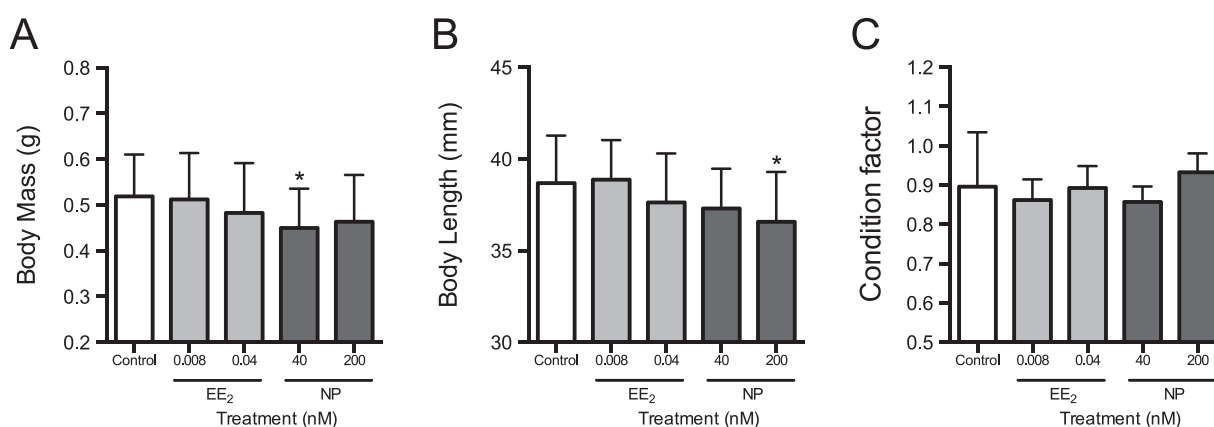 A
Body Mass (g)
0.8
0.7
0.6
0.5
0.4
0.3
0.2
*
Control 0.008 0.04 40 200
EE2 NP
Treatment (nM)
B
Body Length (mm)
45
40
35
30
*
Control 0.008 0.04 40 200
EE2 NP
Treatment (nM)
C
Condition factor
1.2
1.1
1.0
0.9
0.8
0.7
0.6
0.5
Control 0.008 0.04 40 200
EE2 NP
Treatment (nM)